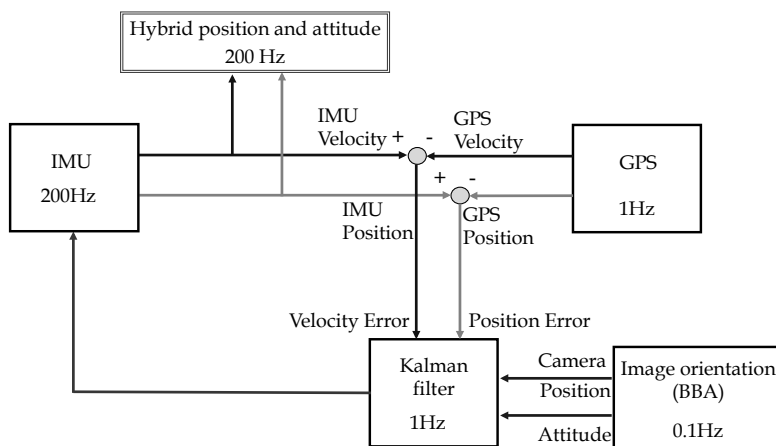 Hybrid position and attitude
200 Hz
IMU
Velocity
+
-
GPS
Velocity
IMU
200Hz
GPS
1Hz
+
-
IMU
Position
GPS
Position
Velocity Error
Position Error
Kalman
filter
1Hz
Camera
Position
Attitude
Image orientation
(BBA)
0.1Hz